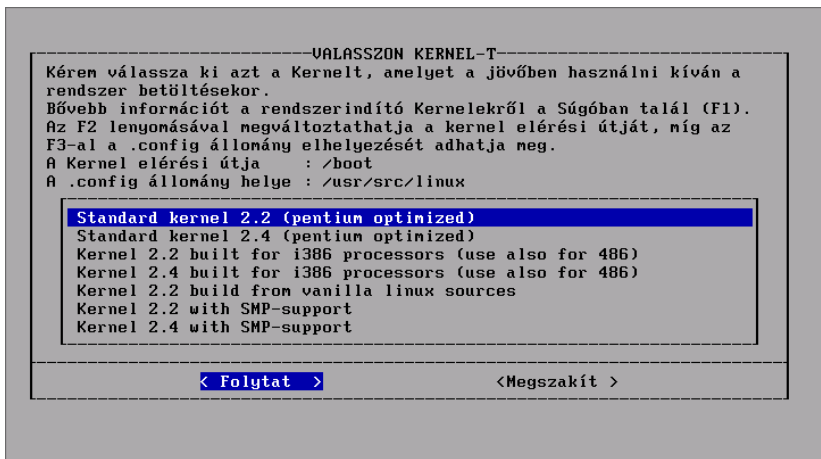 VALASSZON KERNEL-T
Kérem válassza ki azt a Kernelt, amelyet a jövőben használni kíván a
rendszer betöltésekor.
Bővebb információt a rendszerindító Kernelekről a Súgóban talál (F1).
Az F2 lenyomásával megváltoztathatja a kernel elérési útját, míg az
F3-al a .config állomány elhelyezését adhatja meg.
A Kernel elérési útja : /boot
A .config állomány helye : /usr/src/linux
Standard kernel 2.2 (pentium optimized)
Standard kernel 2.4 (pentium optimized)
Kernel 2.2 built for i386 processors (use also for 486)
Kernel 2.4 built for i386 processors (use also for 486)
Kernel 2.2 build from vanilla linux sources
Kernel 2.2 with SMP-support
Kernel 2.4 with SMP-support
< Folytat > <Megszakít >